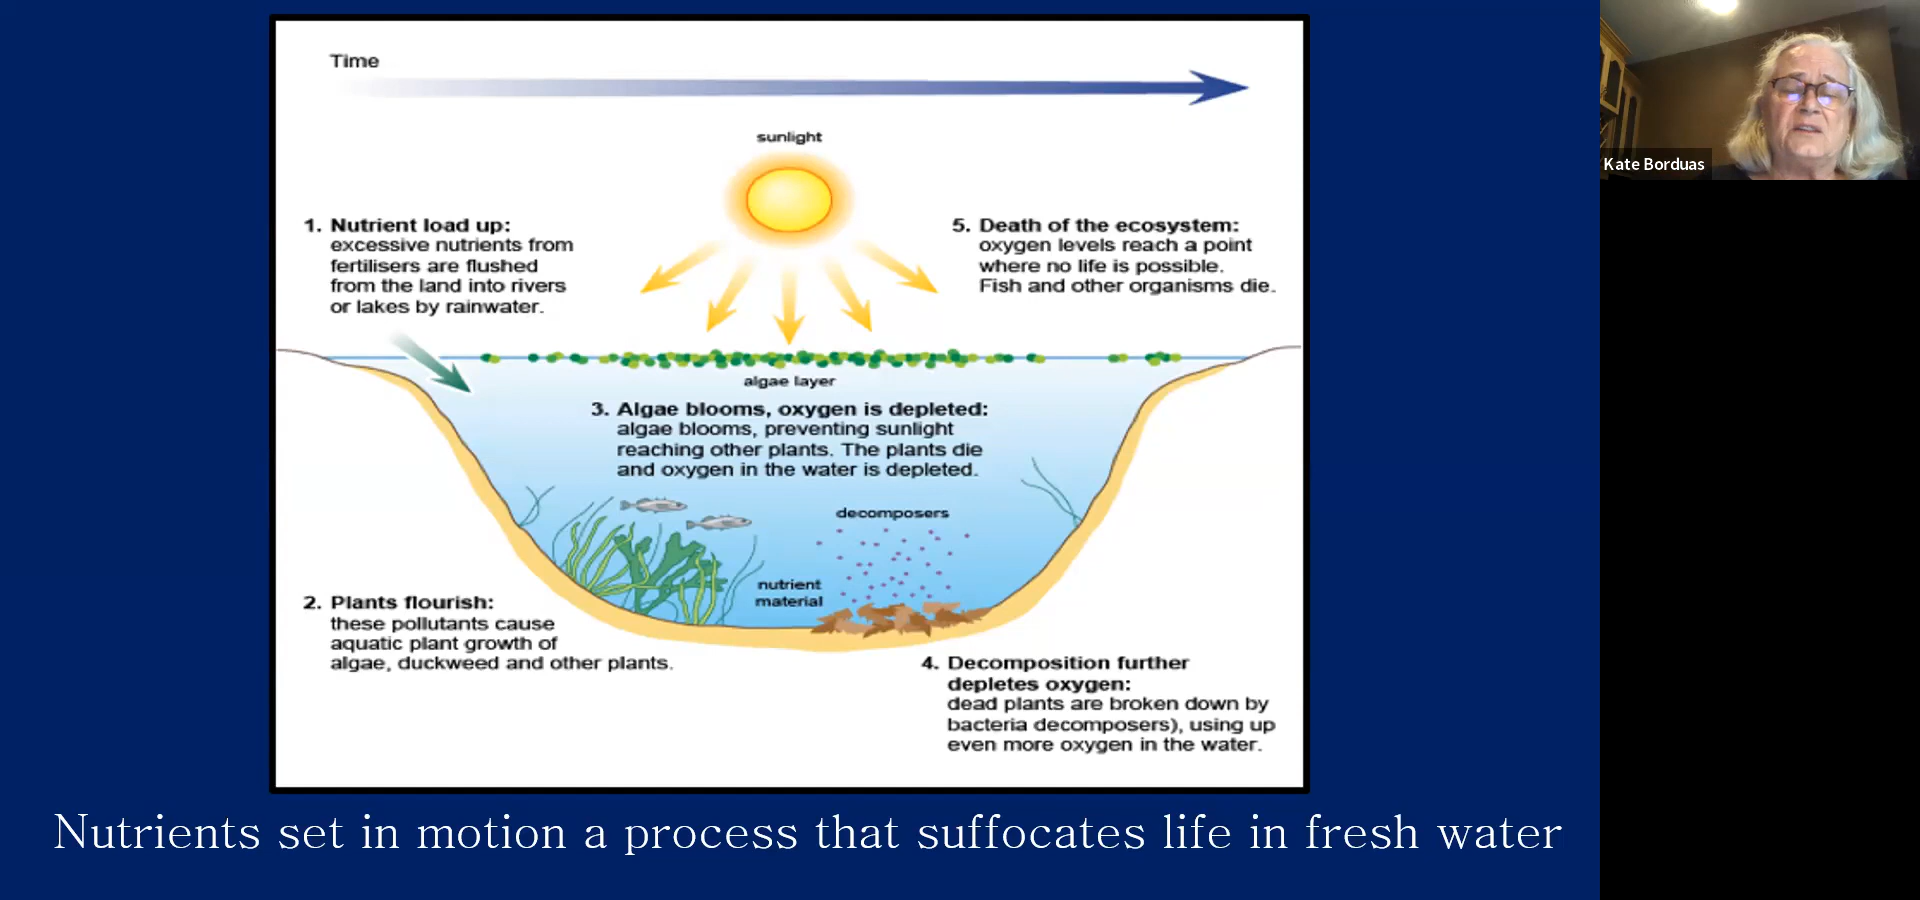 Time
sunlight
1. Nutrient load up:
excessive nutrients from
fertilisers are flushed
from the land into rivers
or lakes by rainwater.
5. Death of the ecosystem:
oxygen levels reach a point
where no life is possible.
Fish and other organisms die.
algae layer
3. Algae blooms, oxygen is depleted:
algae blooms, preventing sunlight
reaching other plants. The plants die
and oxygen in the water is depleted.
decomposers
nutrient
material
2. Plants flourish:
these pollutants cause
aquatic plant growth of
algae, duckweed and other plants.
4. Decomposition further
depletes oxygen:
dead plants are broken down by
bacteria decomposers), using up
even more oxygen in the water.
Nutrients set in motion a process that suffocates life in fresh water
Kate Borduas